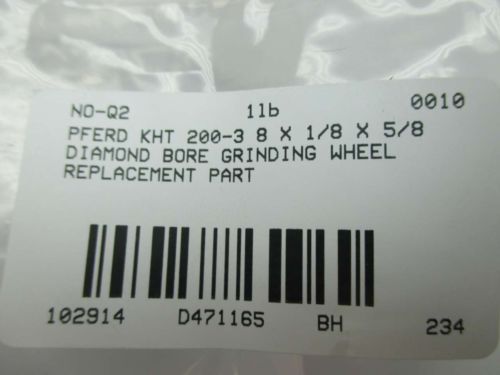 NO-Q2 1lb 0010
PFERD KHT 200-3 8 X 1/8 X 5/8
DIAMOND BORE GRINDING WHEEL
REPLACEMENT PART
102914 D471165 BH 234